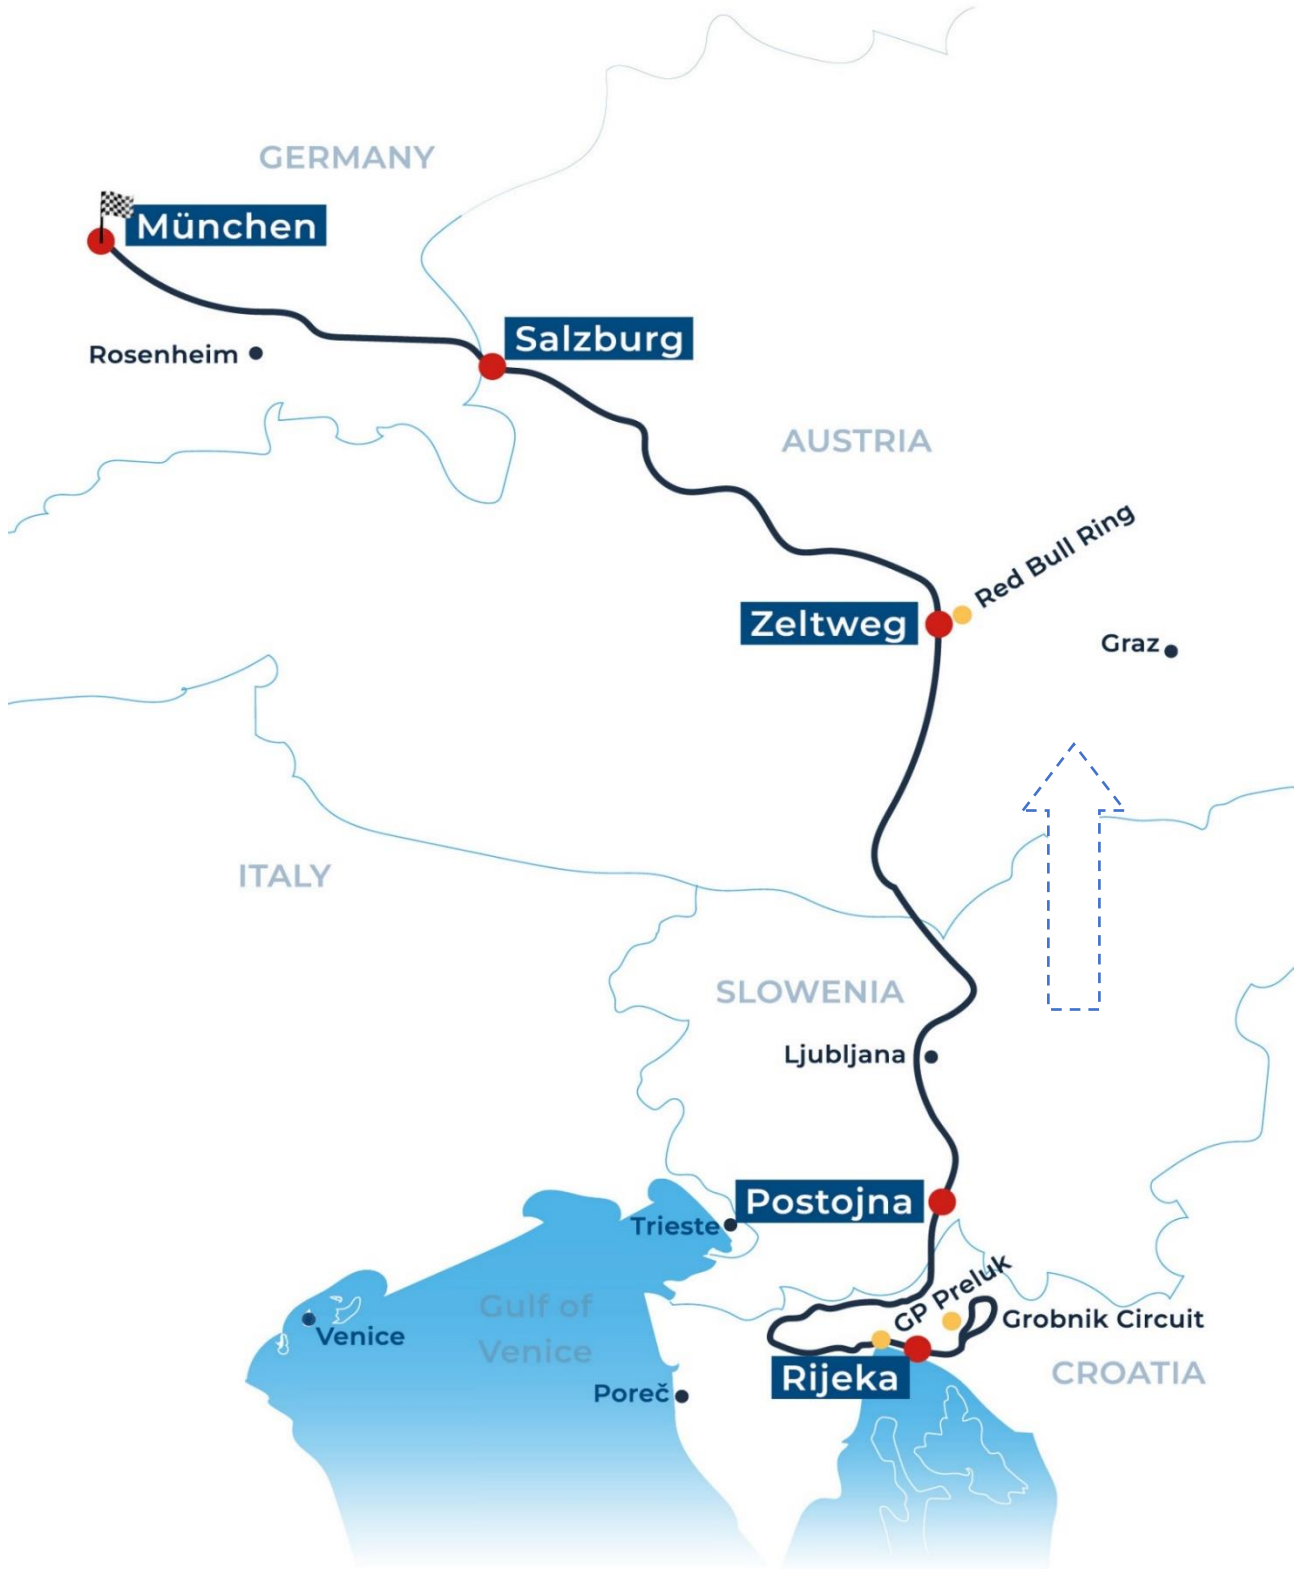 GERMANY
München
Salzburg
Rosenheim
AUSTRIA
Red Bull Ring
Zeltweg
Graz
ITALY
SLOWENIA
Ljubljana
Postojna
Trieste
GP Preluk
Gulf of
Venice
Grobnik Circuit
Venice
Rijeka
CROATIA
Poreč